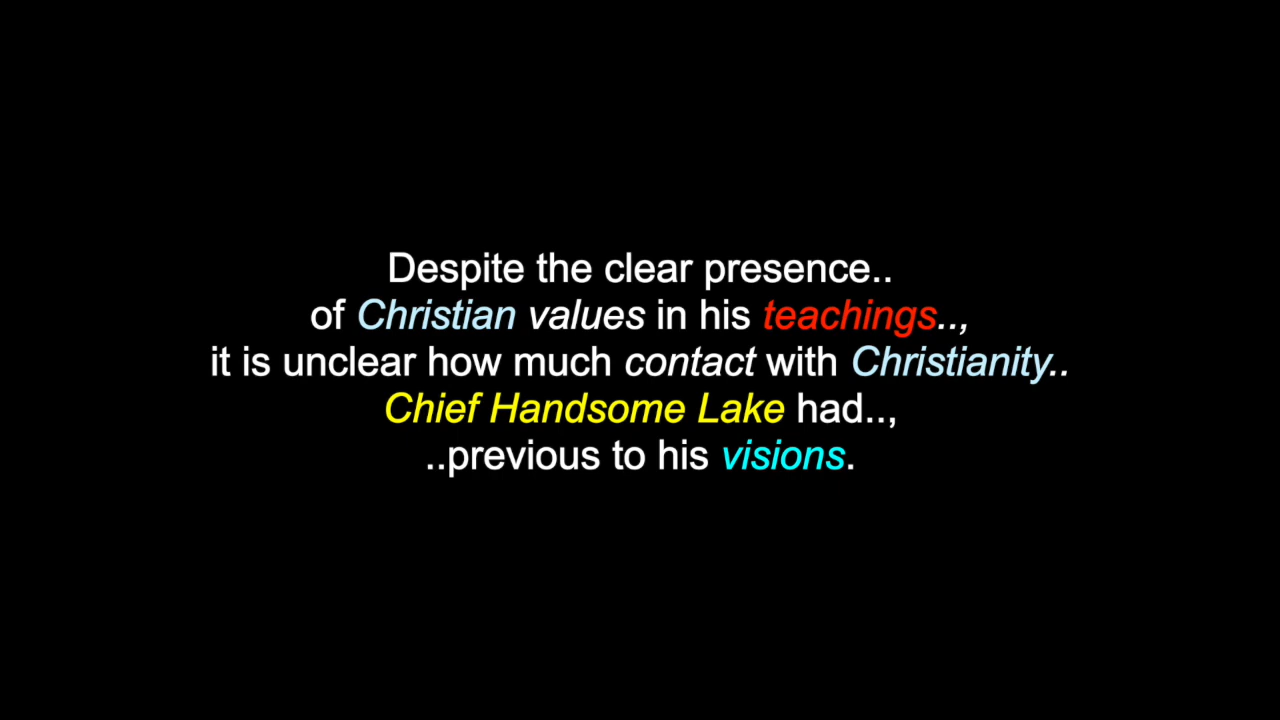 Despite the clear presence..
of Christian values in his teachings..,
it is unclear how much contact with Christianity..
Chief Handsome Lake had..,
..previous to his visions.